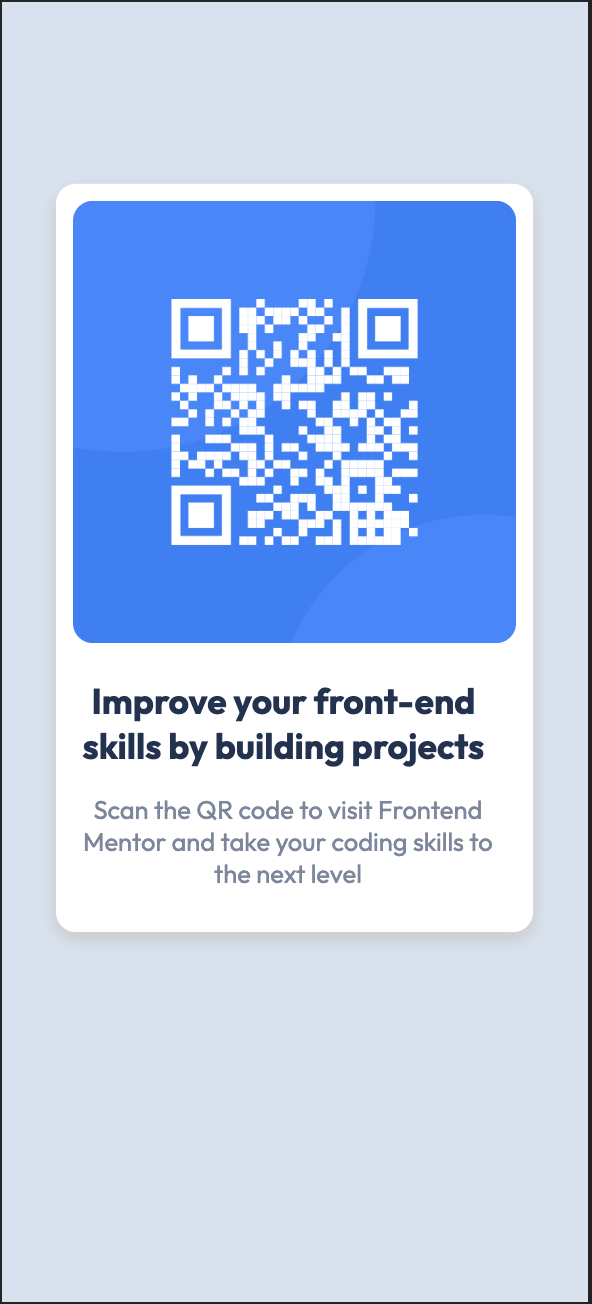 Improve your front-end
skills by building projects
Scan the QR code to visit Frontend
Mentor and take your coding skills to
the next level